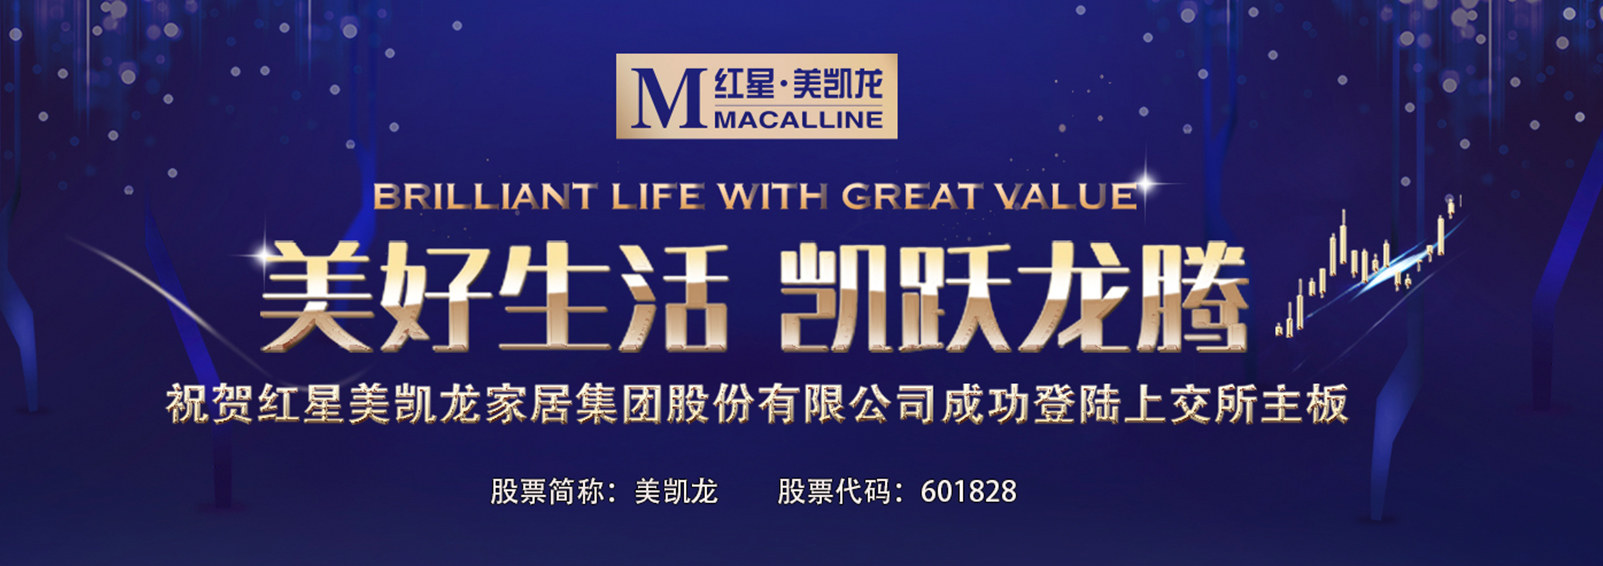 M 红星·美凯龙
MACALLINE
BRILLIANT LIFE WITH GREAT VALUE
美好生活 凯跃龙腾
祝贺红星美凯龙家居集团股份有限公司成功登陆上交所主板
股票简称：美凯龙 股票代码：601828